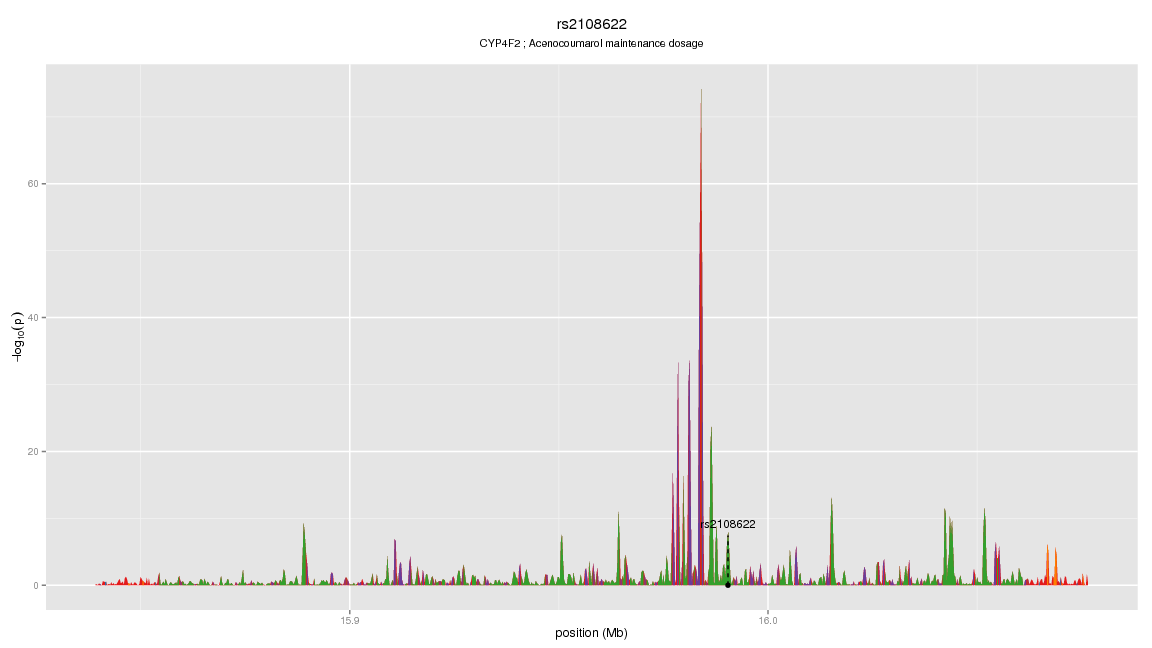 rs2108622
CYP4F2 ; Acenocoumarol maintenance dosage
−log₁₀(p)
60
40
20
0
rs2108622
15.9
16.0
position (Mb)